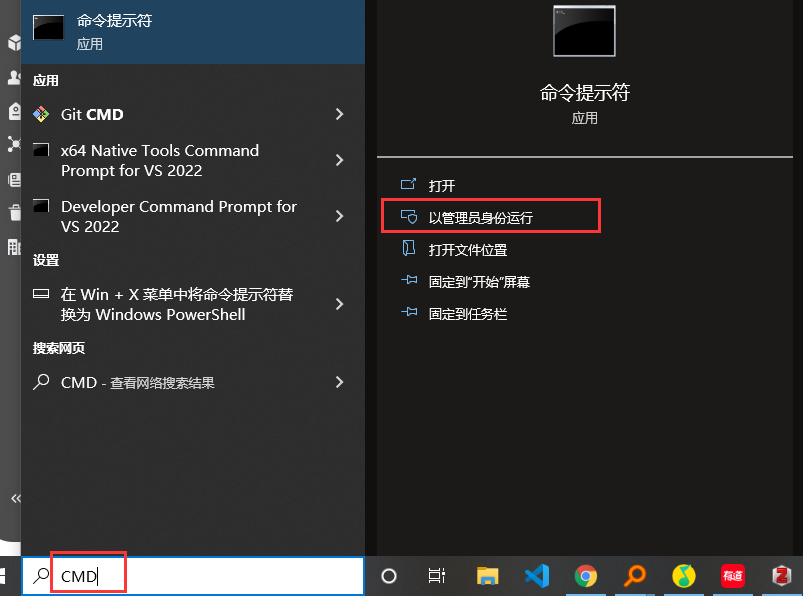 命令提示符
应用
应用
Git CMD
x64 Native Tools Command
Prompt for VS 2022
Developer Command Prompt for
VS 2022
设置
在 Win + X 菜单中将命令提示符替
换为 Windows PowerShell
搜索网页
CMD - 查看网络搜索结果
命令提示符
应用
打开
以管理员身份运行
打开文件位置
固定到"开始"屏幕
固定到任务栏
CMD
有道